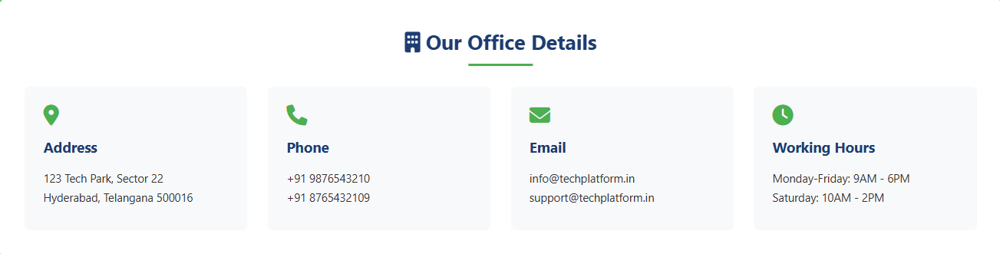 Our Office Details
Address
123 Tech Park, Sector 22
Hyderabad, Telangana 500016
Phone
+91 9876543210
+91 8765432109
Email
info@techplatform.in
support@techplatform.in
Working Hours
Monday-Friday: 9AM - 6PM
Saturday: 10AM - 2PM